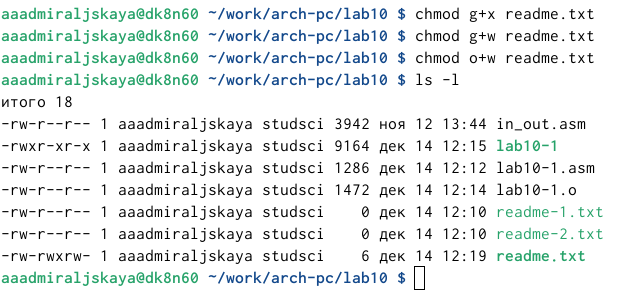 aaadmiraljskaya@dk8n60 ~/work/arch-pc/lab10 $ chmod g+x readme.txt
aaadmiraljskaya@dk8n60 ~/work/arch-pc/lab10 $ chmod g+w readme.txt
aaadmiraljskaya@dk8n60 ~/work/arch-pc/lab10 $ chmod o+w readme.txt
aaadmiraljskaya@dk8n60 ~/work/arch-pc/lab10 $ ls -l
итого 18
-rw-r--r-- 1 aaadmiraljskaya studsci 3942 ноя 12 13:44 in_out.asm
-rwxr-xr-x 1 aaadmiraljskaya studsci 9164 дек 14 12:15 lab10-1
-rw-r--r-- 1 aaadmiraljskaya studsci 1286 дек 14 12:12 lab10-1.asm
-rw-r--r-- 1 aaadmiraljskaya studsci 1472 дек 14 12:14 lab10-1.o
-rw-r--r-- 1 aaadmiraljskaya studsci    0 дек 14 12:10 readme-1.txt
-rw-r--r-- 1 aaadmiraljskaya studsci    0 дек 14 12:10 readme-2.txt
-rw-rwxrw- 1 aaadmiraljskaya studsci    6 дек 14 12:19 readme.txt
aaadmiraljskaya@dk8n60 ~/work/arch-pc/lab10 $